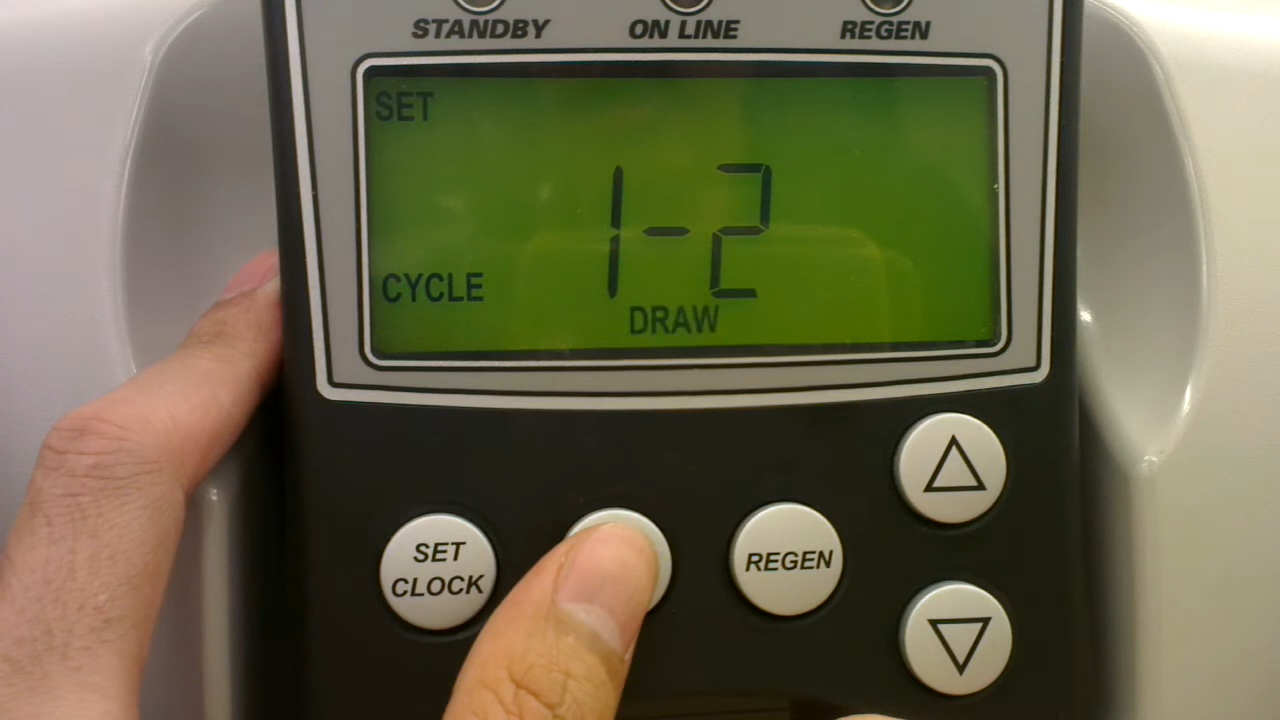 STANDBY ON LINE REGEN
SET
1-2
CYCLE
DRAW
SET
CLOCK
REGEN